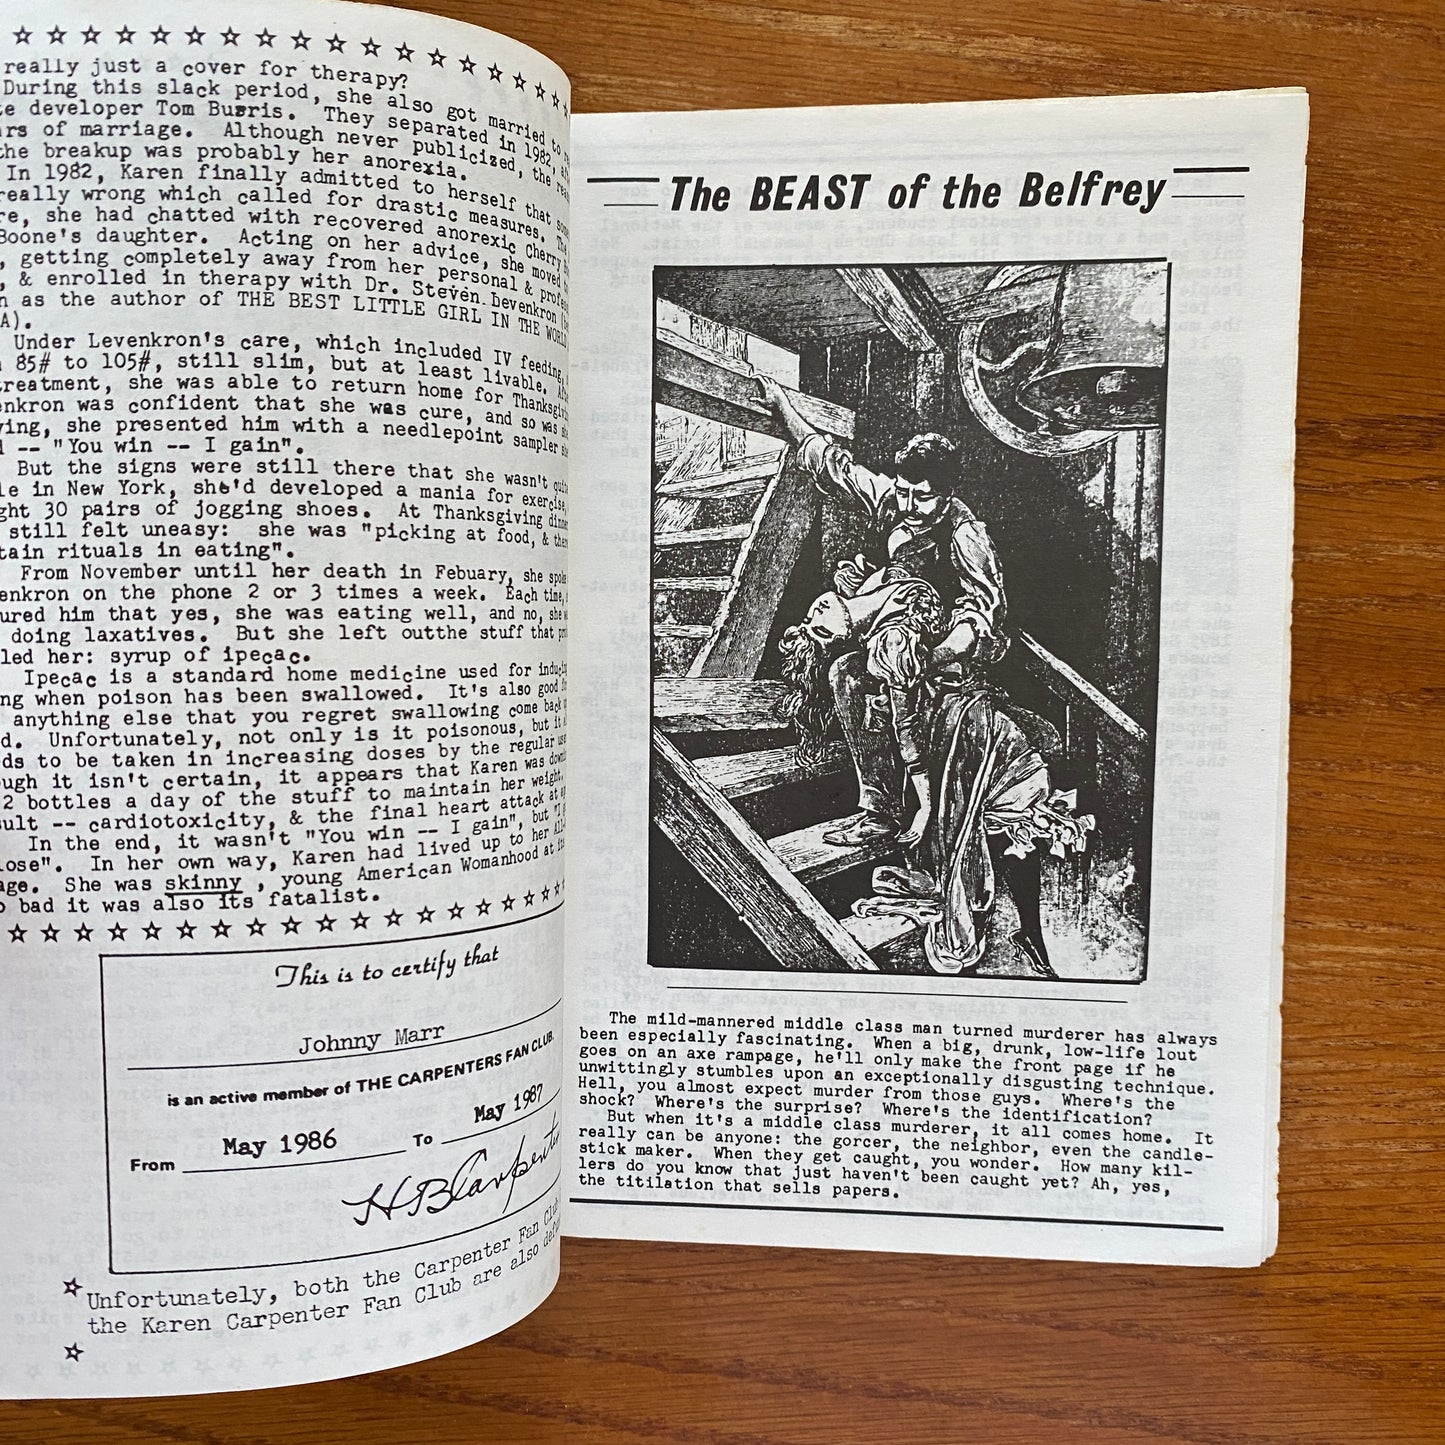 really just a cover for therapy?
During this slack period, she also got married to
te developer Tom Burris. They separated in 1982,
ars of marriage. Although never publicized, the
the breakup was probably her anorexia.
In 1982, Karen finally admitted to herself that
really wrong which called for drastic measures.
re, she had chatted with recovered anorexic Cherry
Boone's daughter. Acting on her advice, she moved
, getting completely away from her personal &
, & enrolled in therapy with Dr. Steven Levenkron
n as the author of THE BEST LITTLE GIRL IN THE WORLD
A).
Under Levenkron's care, which included IV feeding,
85# to 105#, still slim, but at least livable.
treatment, she was able to return home for
enkron was confident that she was cure, and so was
ving, she presented him with a needlepoint sampler
d -- "You win -- I gain".
But the signs were still there that she wasn't
le in New York, she'd developed a mania for exercise,
ght 30 pairs of jogging shoes. At Thanksgiving dinner
still felt uneasy: she was "picking at food, &
tain rituals in eating".
From November until her death in Febuary, she
enkron on the phone 2 or 3 times a week. Each time,
ured him that yes, she was eating well, and no, she
doing laxatives. But she left outthe stuff that
led her: syrup of ipecac.
Ipecac is a standard home medicine used for
ng when poison has been swallowed. It's also good
anything else that you regret swallowing come back
d. Unfortunately, not only is it poisonous, but it
ds to be taken in increasing doses by the regular
ough it isn't certain, it appears that Karen was
2 bottles a day of the stuff to maintain her weight.
sult -- cardiotoxicity, & the final heart attack at
In the end, it wasn't "You win -- I gain", but
lose". In her own way, Karen had lived up to her
age. She was skinny , young American Womanhood at
o bad it was also its fatalist.
This is to certify that
Johnny Marr
is an active member of THE CARPENTERS FAN CLUB.
From May 1986 To May 1987
H B Carpenter
Unfortunately, both the Carpenter Fan Club
the Karen Carpenter Fan Club are also
The BEAST of the Belfrey
The mild-mannered middle class man turned murderer has always
been especially fascinating. When a big, drunk, low-life lout
goes on an axe rampage, he'll only make the front page if he
unwittingly stumbles upon an exceptionally disgusting technique.
Hell, you almost expect murder from those guys. Where's the
shock? Where's the surprise? Where's the identification?
But when it's a middle class murderer, it all comes home. It
really can be anyone: the gorcer, the neighbor, even the candle-
stick maker. When they get caught, you wonder. How many kil-
lers do you know that just haven't been caught yet? Ah, yes,
the titilation that sells papers.